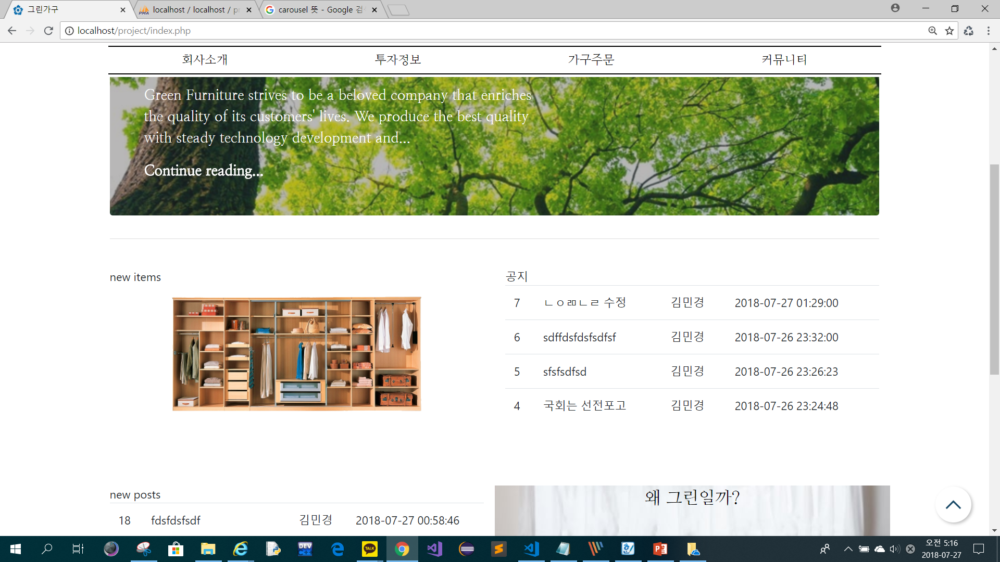 그린가구
localhost / localhost / pr
carousel 뜻 - Google 검색
localhost/project/index.php
회사소개
투자정보
가구주문
커뮤니티
Green Furniture strives to be a beloved company that enriches
the quality of its customers' lives. We produce the best quality
with steady technology development and...
Continue reading...
new items
공지
7 ㄴㅇㄻㄴㄹ 수정 김민경 2018-07-27 01:29:00
6 sdffdsfdsfsdfsf 김민경 2018-07-26 23:32:00
5 sfsfsdfsd 김민경 2018-07-26 23:26:23
4 국회는 선전포고 김민경 2018-07-26 23:24:48
new posts
18 fdsfdsfsdf 김민경 2018-07-27 00:58:46
왜 그린일까?
오전 5:16
2018-07-27